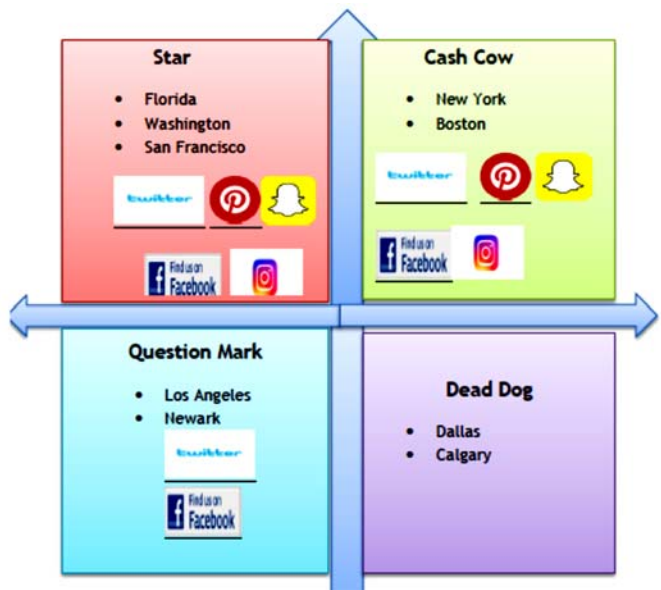 Star
• Florida
• Washington
• San Francisco
twitter
Find us on
Facebook
Cash Cow
• New York
• Boston
twitter
Find us on
Facebook
Question Mark
• Los Angeles
• Newark
twitter
Find us on
Facebook
Dead Dog
• Dallas
• Calgary